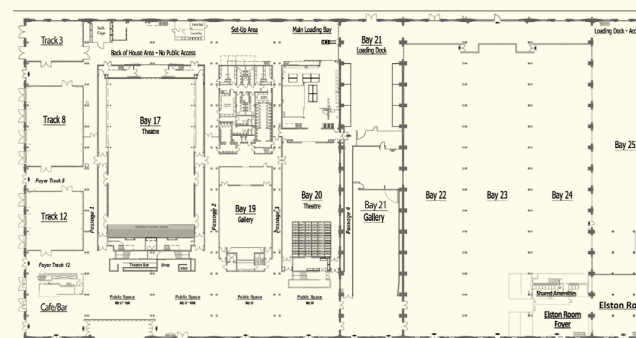 Track 3
Back of House Area - No Public Access
Set-Up Area
Main Loading Bay
Bay 21
Loading Dock
Loading Dock - Acc
Track 8
Bay 17
Theatre
Bay 25
Foyer Track 8
Track 12
Passage 1
Passage 2
Bay 19
Gallery
Passage 3
Bay 20
Theatre
Passage 4
Bay 21
Gallery
Bay 22
Bay 23
Bay 24
Foyer Track 12
Theatre Bar
Shop
Cafe/Bar
Public Space
Public Space
Public Space
Public Space
Shared Amenities
Elston Room
Foyer
Elston Ro